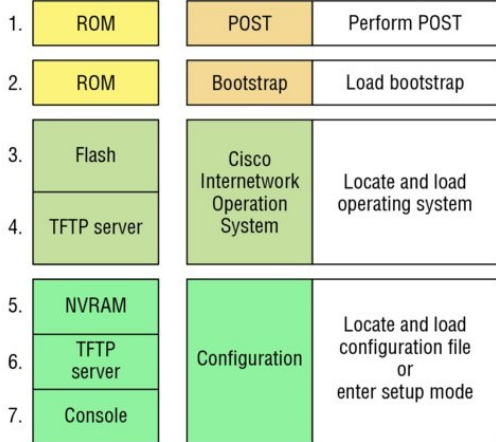 1. ROM POST Perform POST
2. ROM Bootstrap Load bootstrap
3. Flash
4. TFTP server
Cisco
Internetwork
Operation
System
Locate and load
operating system
5. NVRAM
6. TFTP
server
7. Console
Configuration
Locate and load
configuration file
or
enter setup mode